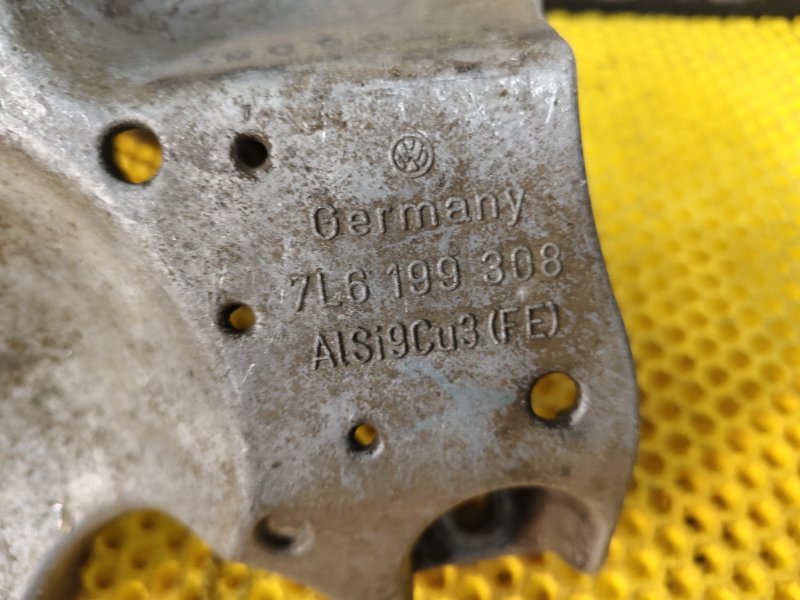 Germany
7L6 199 308
AlSi9Cu3(FE)